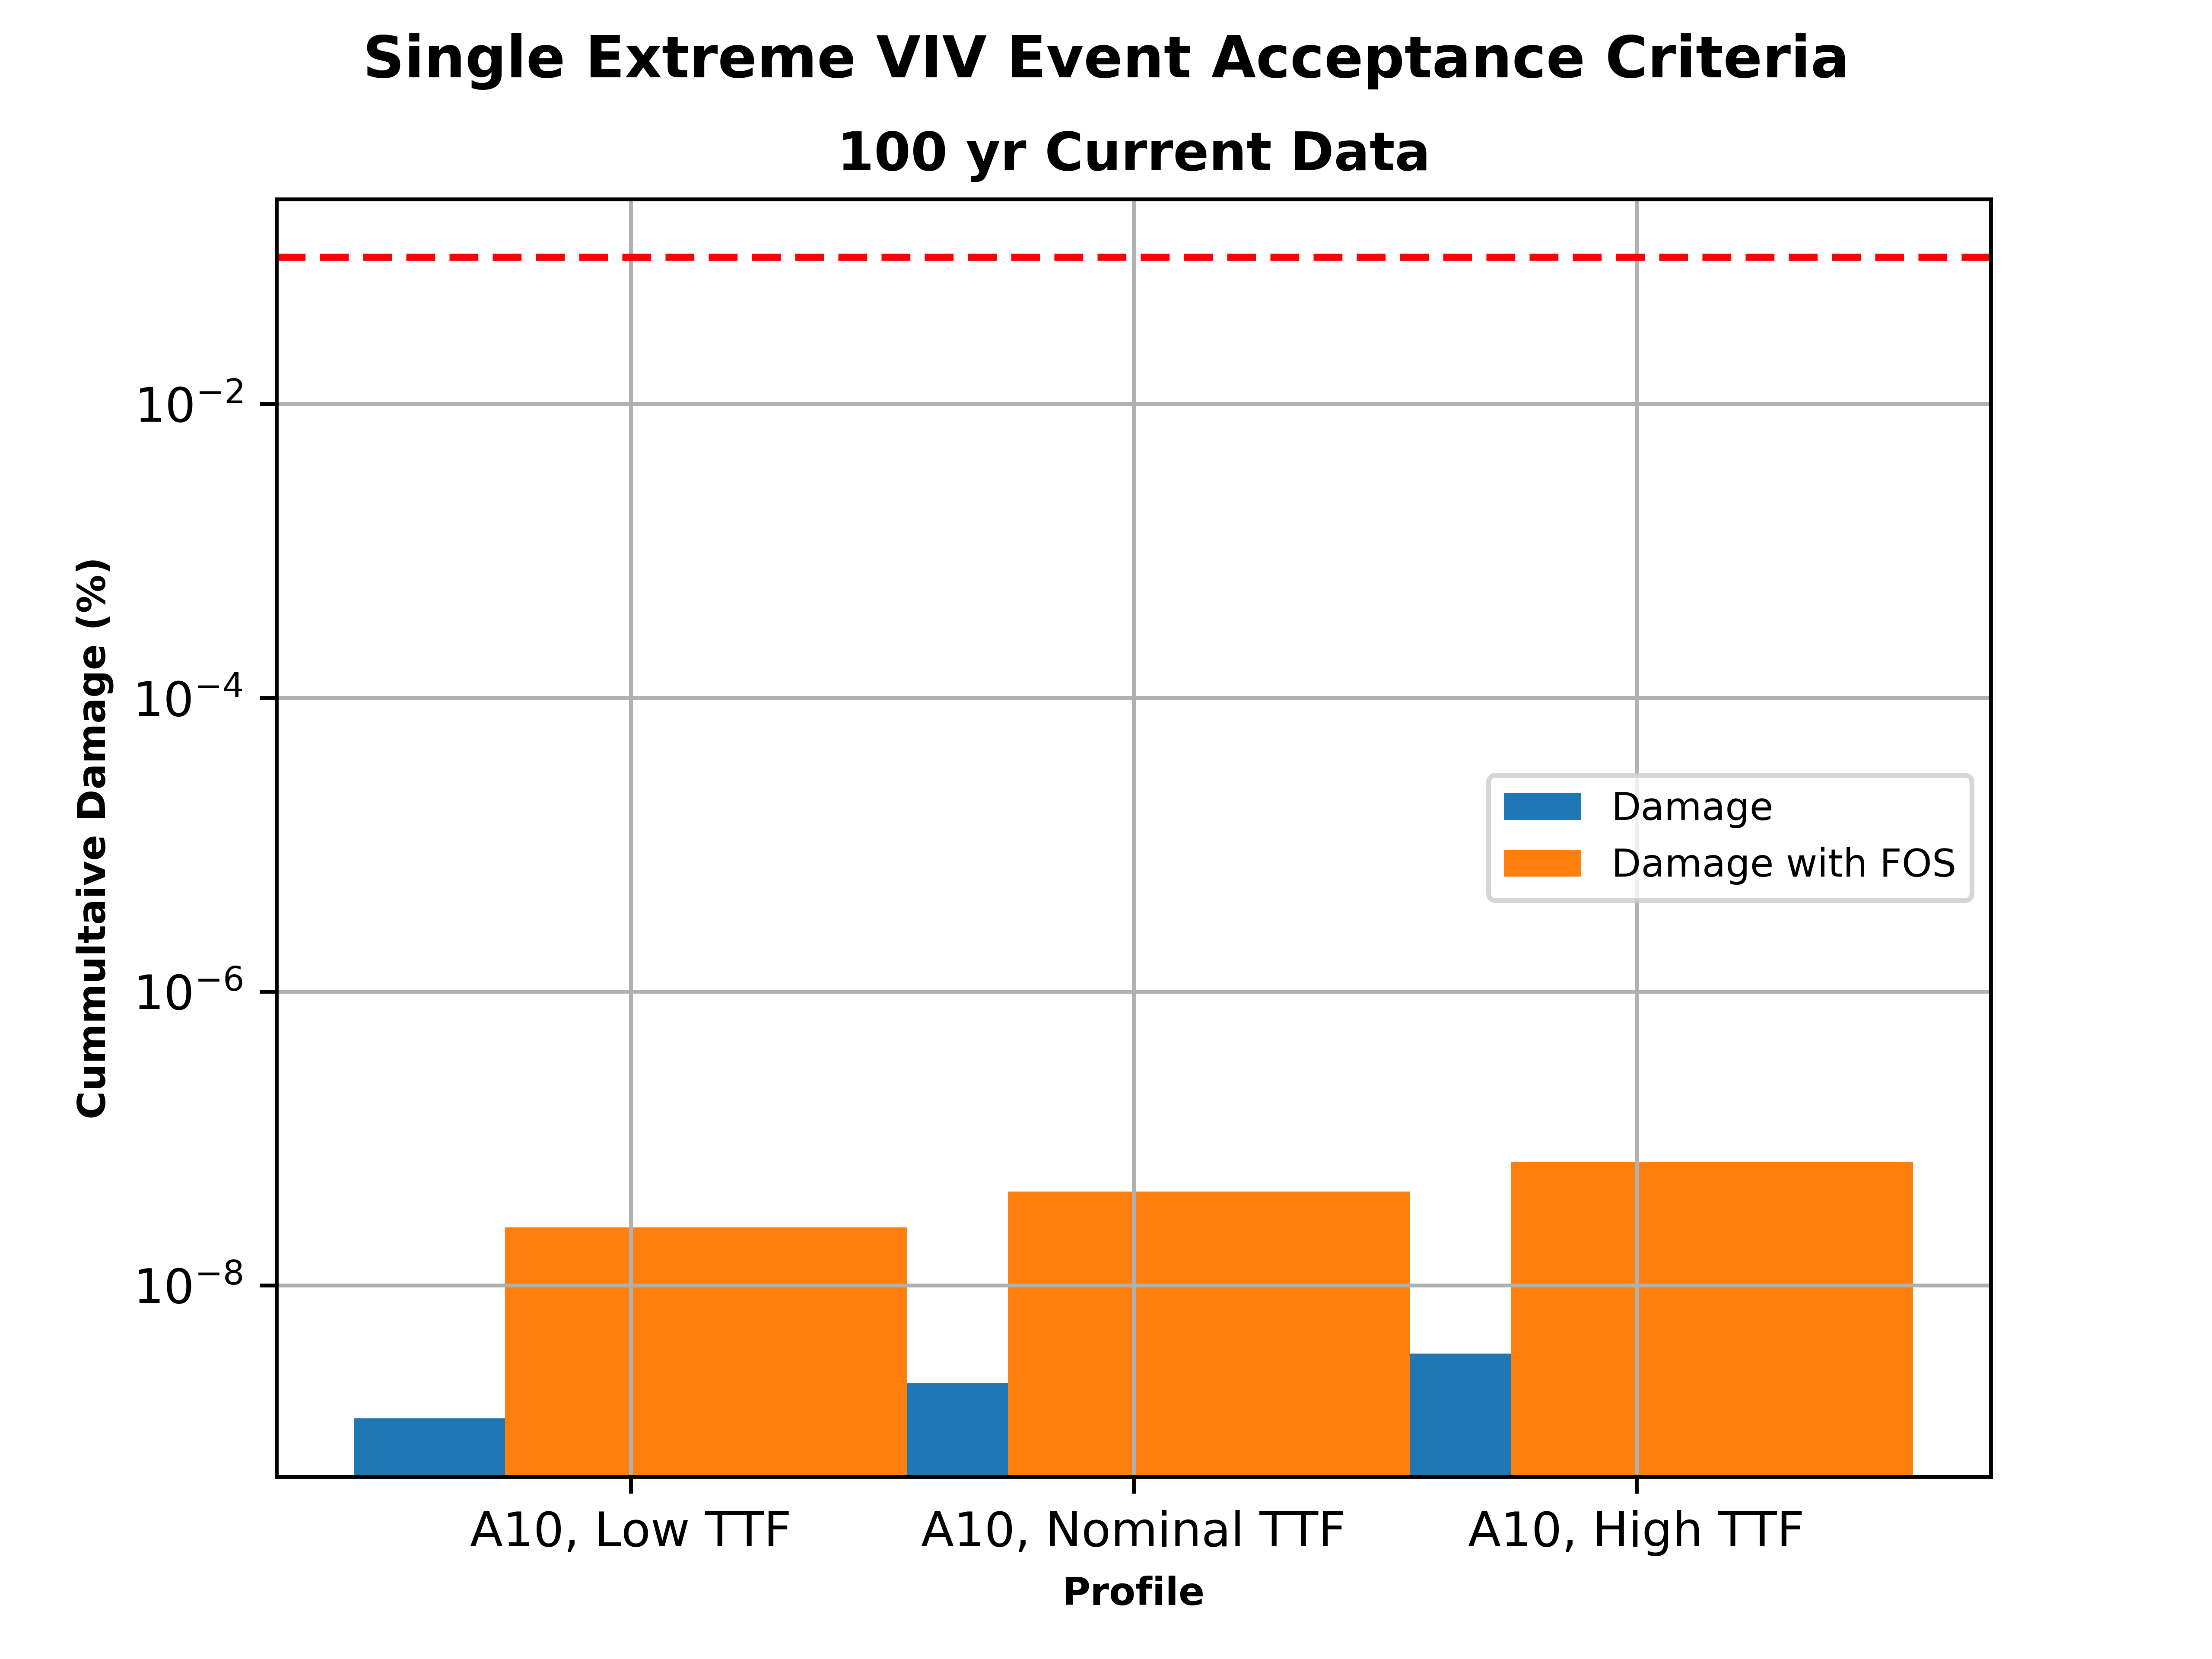 Single Extreme VIV Event Acceptance Criteria
100 yr Current Data
Cummultaive Damage (%)
10⁻²
10⁻⁴
10⁻⁶
10⁻⁸
Damage
Damage with FOS
A10, Low TTF
A10, Nominal TTF
A10, High TTF
Profile